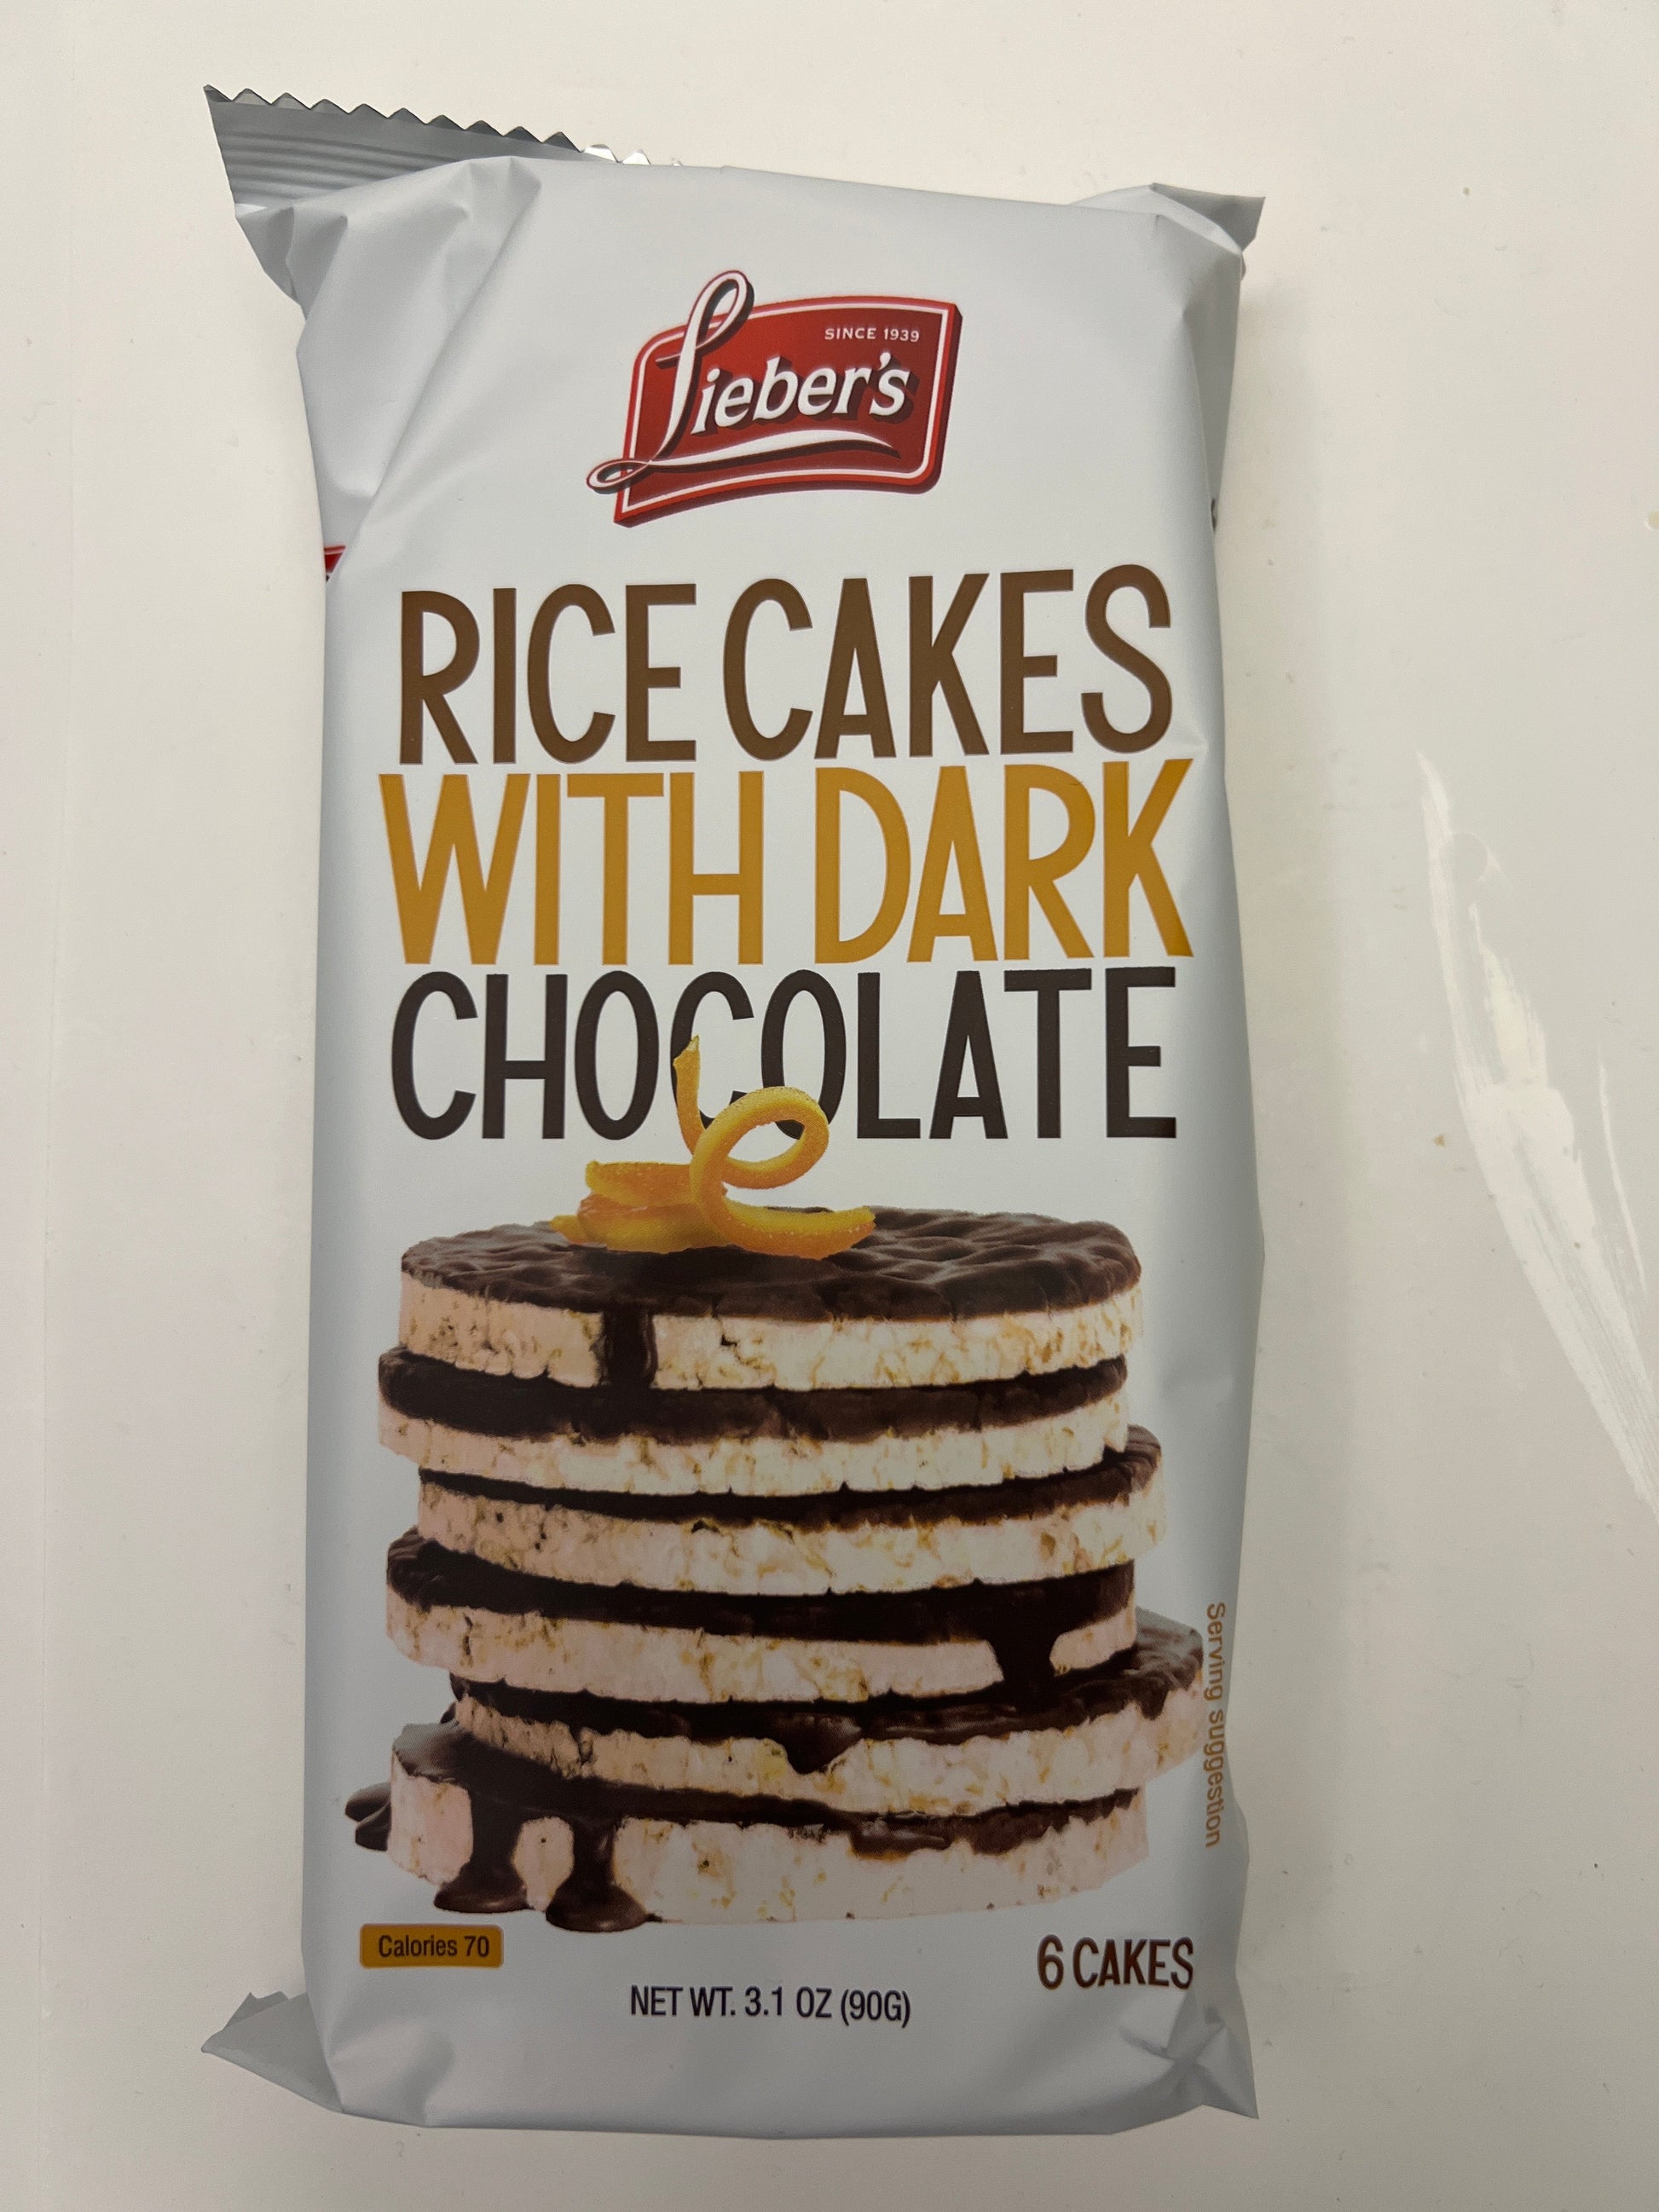 SINCE 1939
Lieber's
RICE CAKES
WITH DARK
CHOCOLATE
Serving suggestion
Calories 70
6 CAKES
NET WT. 3.1 OZ (90G)